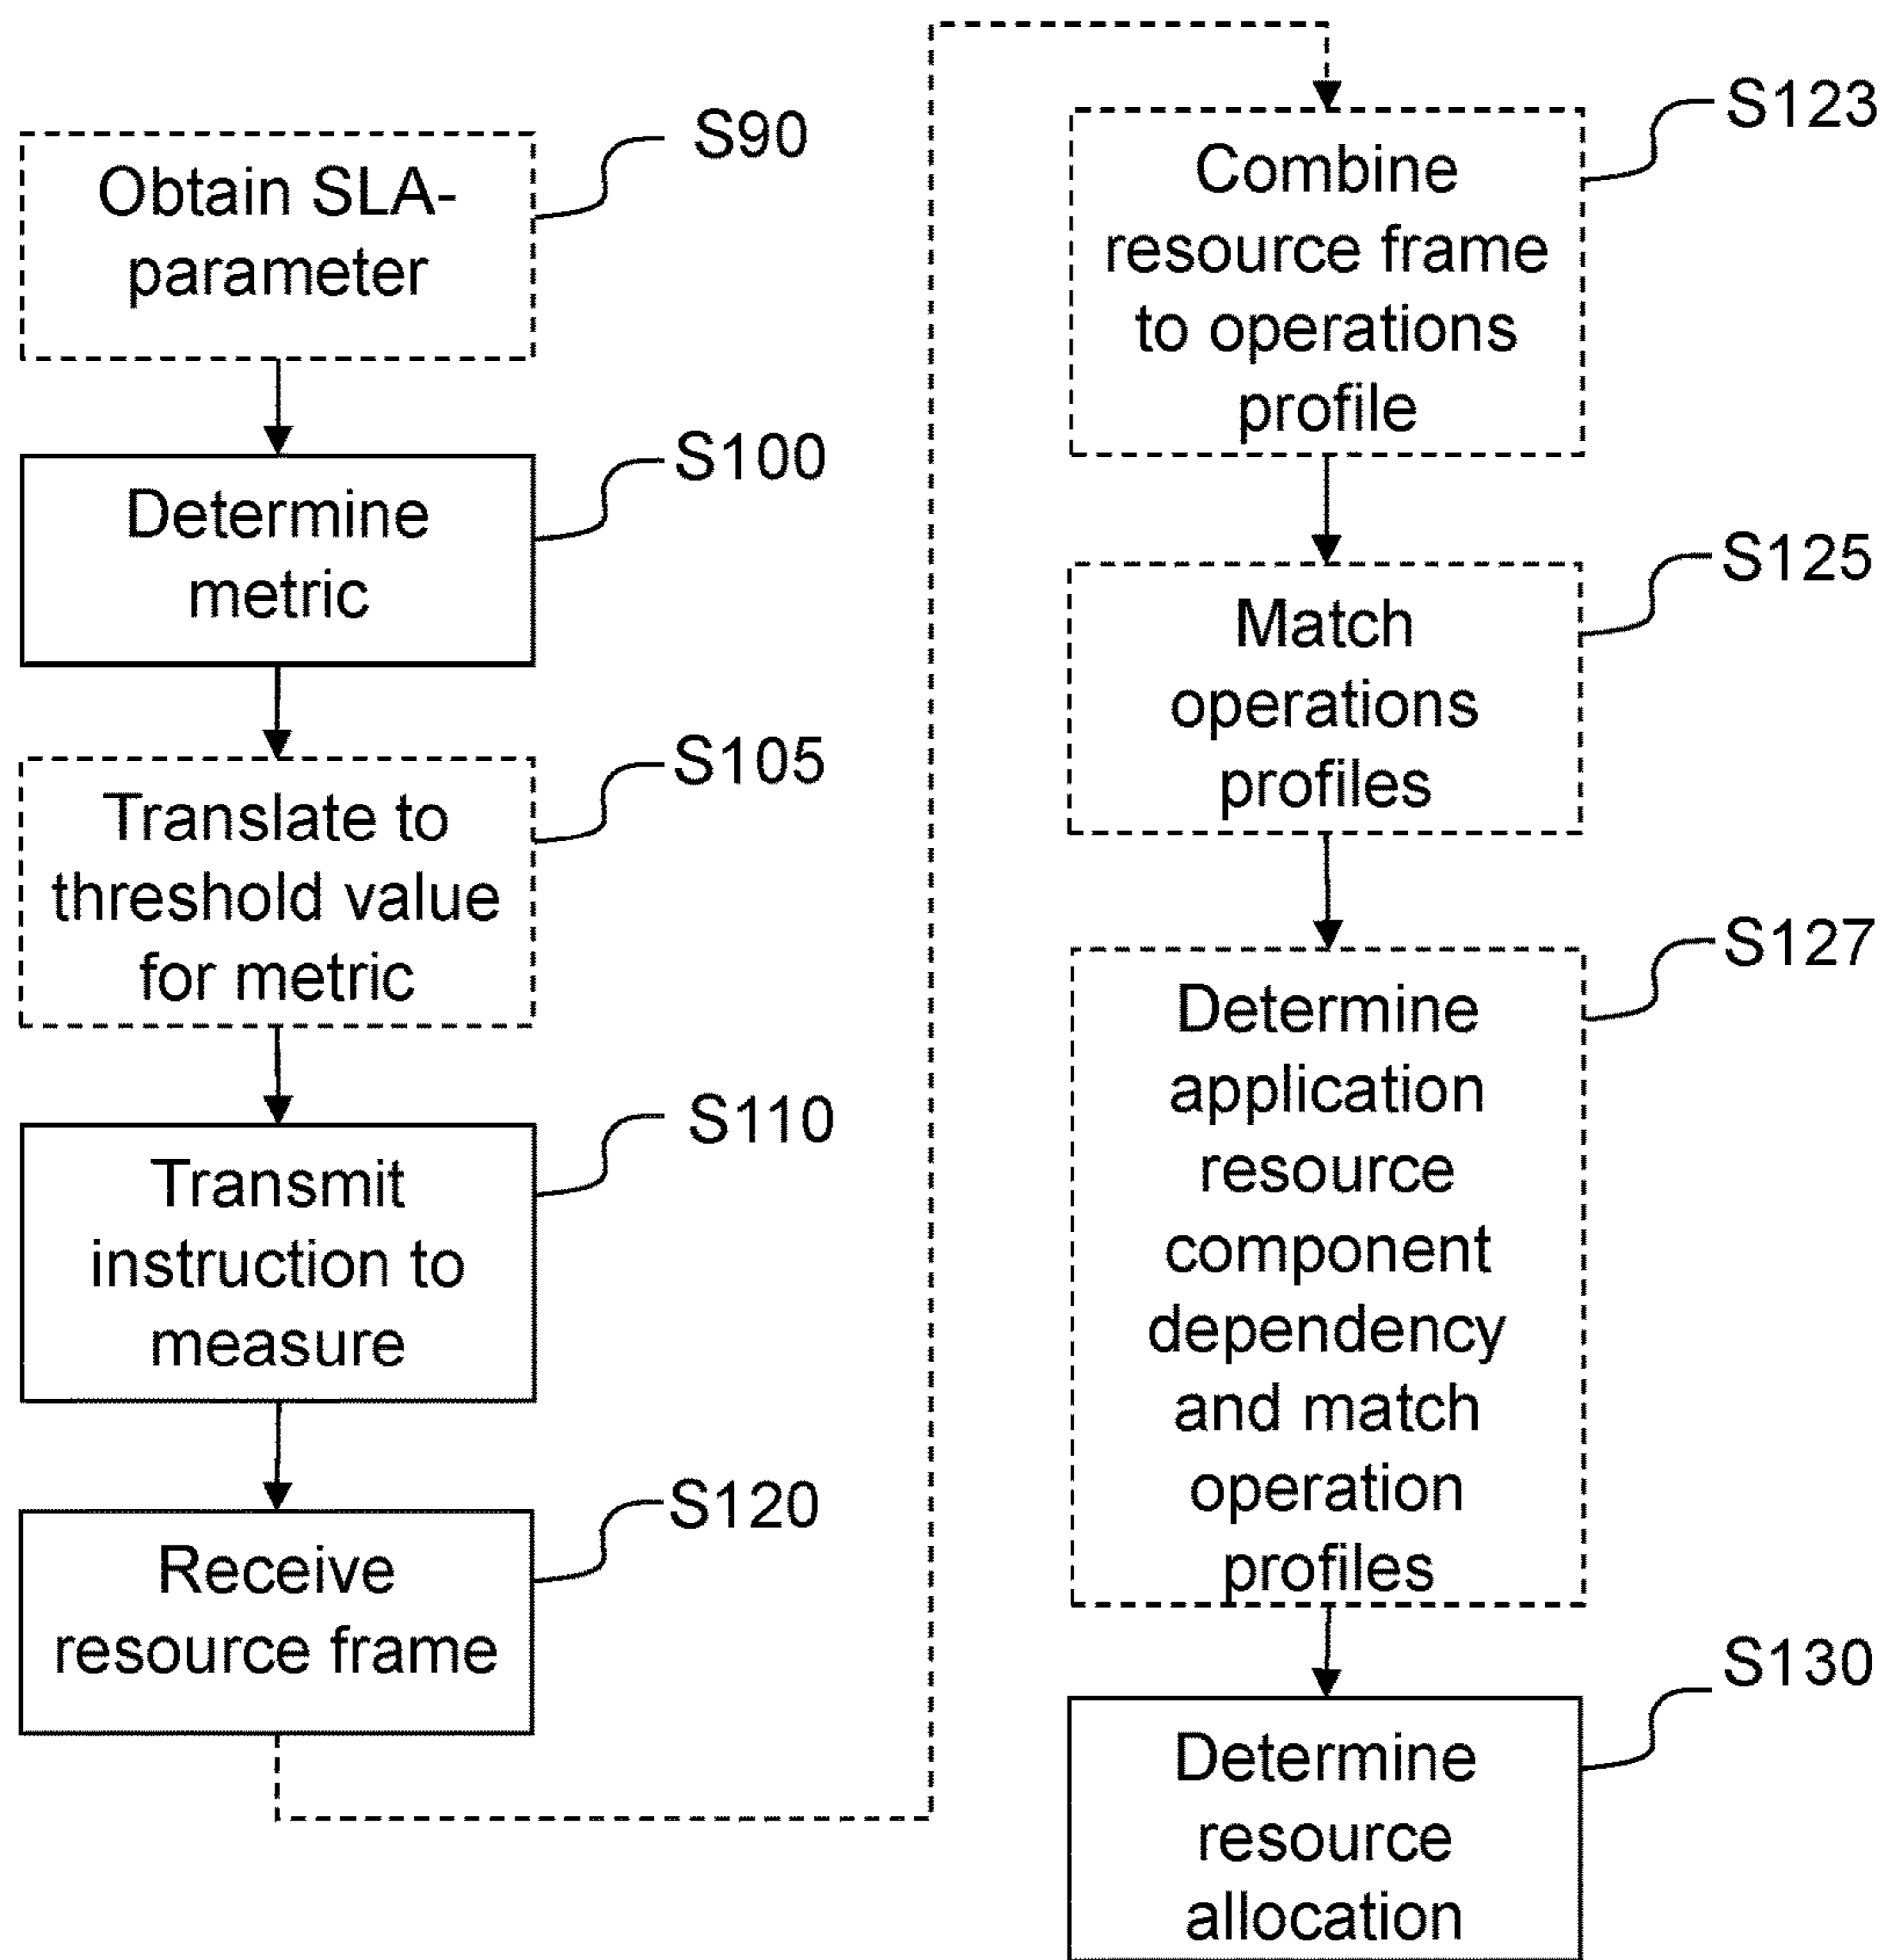 Obtain SLA-
parameter
S90
Determine
metric
S100
Translate to
threshold value
for metric
S105
Transmit
instruction to
measure
S110
Receive
resource frame
S120
Combine
resource frame
to operations
profile
S123
Match
operations
profiles
S125
Determine
application
resource
component
dependency
and match
operation
profiles
S127
Determine
resource
allocation
S130